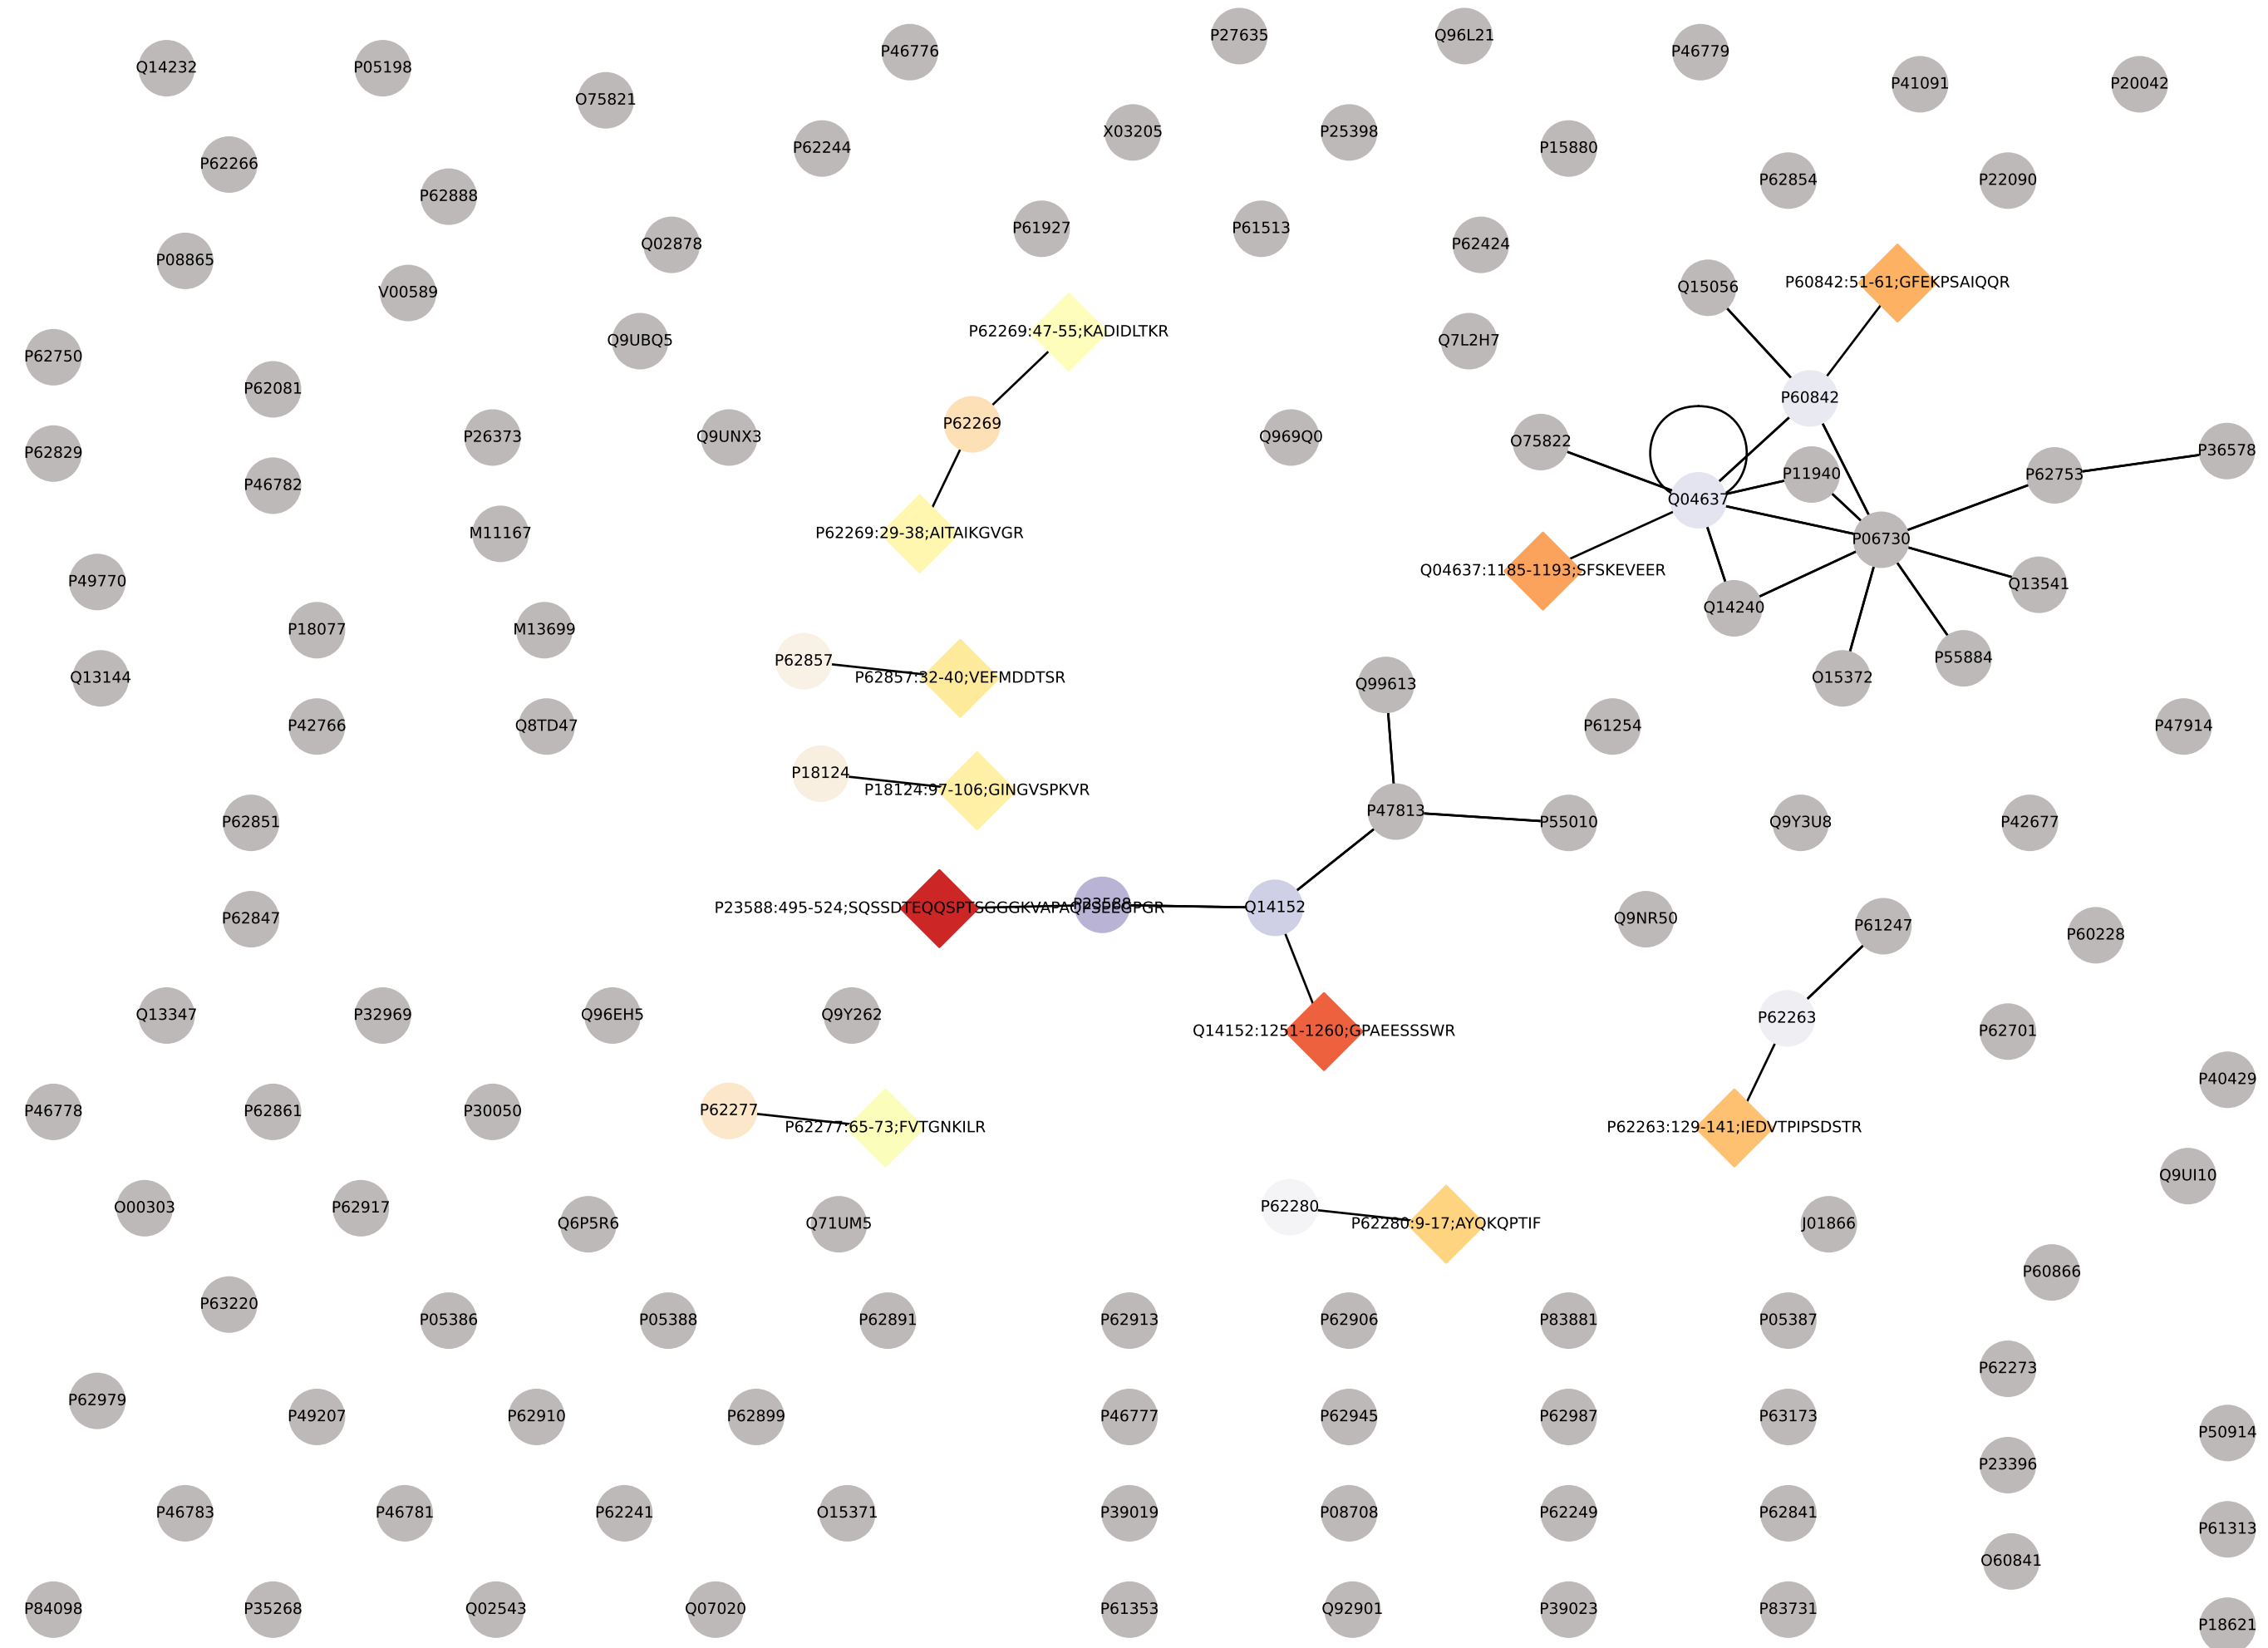 P27635
Q96L21
P46776
P46779
Q14232
P05198
P41091
P20042
O75821
X03205
P25398
P62244
P15880
P62266
P62854
P22090
P62888
P61927
P61513
Q02878
P62424
P08865
P60842:51-61;GFEKPSAIQQR
Q15056
V00589
P62269:47-55;KADIDLTKR
Q9UBQ5
Q7L2H7
P62750
P62081
P60842
P62269
P26373
Q9UNX3
Q969Q0
O75822
P36578
P62829
P11940
P62753
P46782
Q04637
M11167
P62269:29-38;AITAIKGVGR
P06730
Q04637:1185-1193;SFSKEVEER
P49770
Q13541
Q14240
P18077
M13699
P55884
P62857
P62857:32-40;VEFMDDTSR
Q13144
O15372
Q99613
P42766
Q8TD47
P61254
P47914
P18124
P18124:97-106;GINGVSPKVR
P47813
P62851
P55010
Q9Y3U8
P42677
P23588
P23588:495-524;SQSSDTEQQSPTSGGGKVAPAQPSEEGPGR
Q14152
P62847
Q9NR50
P61247
P60228
Q13347
P32969
Q96EH5
Q9Y262
P62263
Q14152:1251-1260;GPAEESSSWR
P62701
P40429
P46778
P62861
P30050
P62277
P62277:65-73;FVTGNKILR
P62263:129-141;IEDVTPIPSDSTR
Q9UI10
O00303
P62917
P62280
P62280:9-17;AYQKQPTIF
Q6P5R6
Q71UM5
J01866
P60866
P63220
P05386
P05388
P62891
P62913
P62906
P83881
P05387
P62273
P62979
P49207
P62910
P62899
P46777
P62945
P62987
P63173
P50914
P23396
P46783
P46781
P62241
O15371
P39019
P08708
P62249
P62841
P61313
O60841
P84098
P35268
Q02543
Q07020
P61353
Q92901
P39023
P83731
P18621